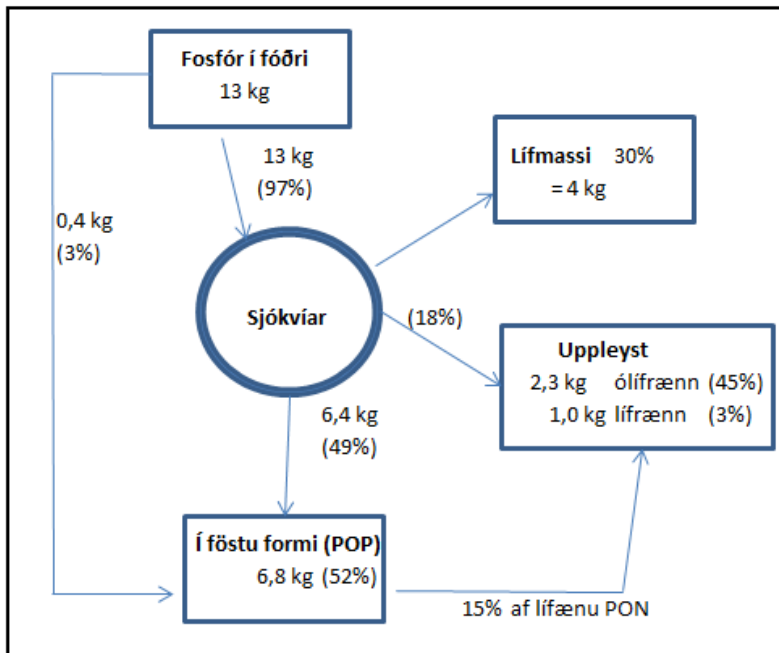 Fosfór í fóðri
13 kg
13 kg
(97%)
Lífmassi 30%
= 4 kg
0,4 kg
(3%)
Sjókvíar
(18%)
Uppleyst
2,3 kg ólífrænn (45%)
1,0 kg lífrænn (3%)
6,4 kg
(49%)
Í föstu formi (POP)
6,8 kg (52%)
15% af lífænu PON